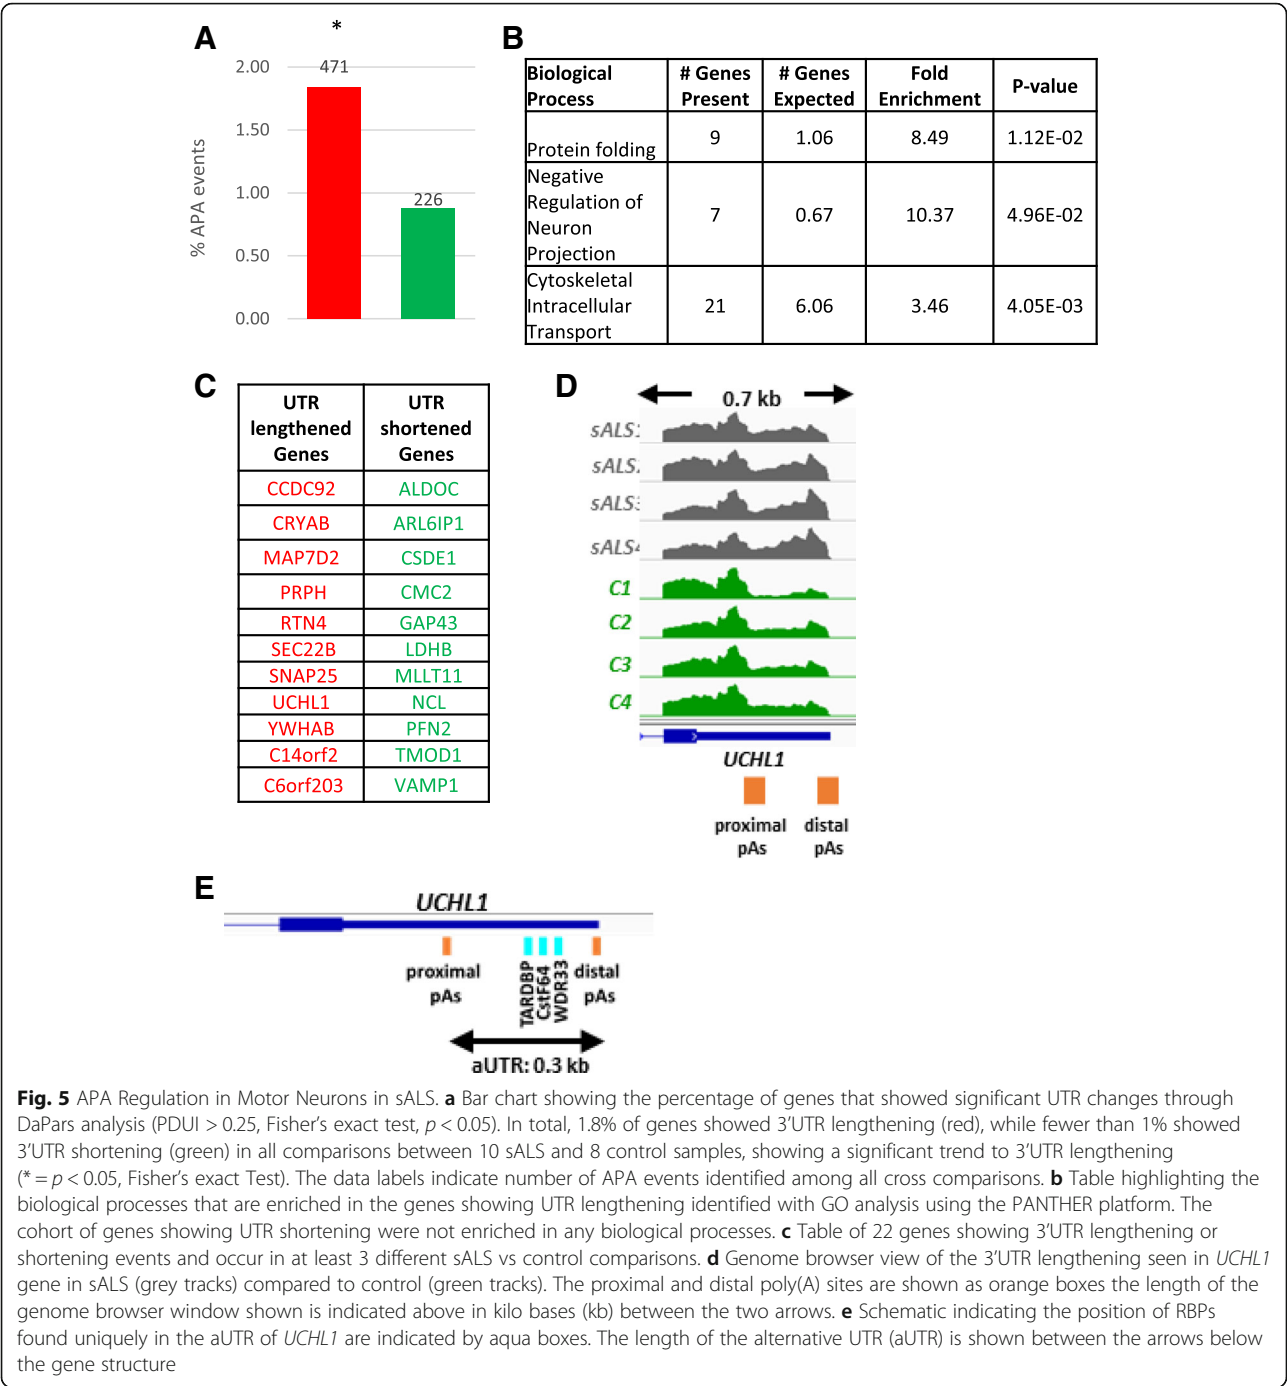 A
*
% APA events
2.00
1.50
1.00
0.50
0.00
471
226
B
Biological Process # Genes Present # Genes Expected Fold Enrichment P-value
Protein folding 9 1.06 8.49 1.12E-02
Negative Regulation of Neuron Projection 7 0.67 10.37 4.96E-02
Cytoskeletal Intracellular Transport 21 6.06 3.46 4.05E-03
C
UTR lengthened Genes UTR shortened Genes
CCDC92 ALDOC
CRYAB ARL6IP1
MAP7D2 CSDE1
PRPH CMC2
RTN4 GAP43
SEC22B LDHB
SNAP25 MLLT11
UCHL1 NCL
YWHAB PFN2
C14orf2 TMOD1
C6orf203 VAMP1
D
0.7 kb
sALS1
sALS2
sALS3
sALS4
C1
C2
C3
C4
UCHL1
proximal pAs
distal pAs
E
UCHL1
proximal pAs
TARDBP
CstF64
WDR33
distal pAs
aUTR: 0.3 kb
Fig. 5 APA Regulation in Motor Neurons in sALS. a Bar chart showing the percentage of genes that showed significant UTR changes through
DaPars analysis (PDUI > 0.25, Fisher's exact test, p < 0.05). In total, 1.8% of genes showed 3'UTR lengthening (red), while fewer than 1% showed
3'UTR shortening (green) in all comparisons between 10 sALS and 8 control samples, showing a significant trend to 3'UTR lengthening
(* = p < 0.05, Fisher's exact Test). The data labels indicate number of APA events identified among all cross comparisons. b Table highlighting the
biological processes that are enriched in the genes showing UTR lengthening identified with GO analysis using the PANTHER platform. The
cohort of genes showing UTR shortening were not enriched in any biological processes. c Table of 22 genes showing 3'UTR lengthening or
shortening events and occur in at least 3 different sALS vs control comparisons. d Genome browser view of the 3'UTR lengthening seen in UCHL1
gene in sALS (grey tracks) compared to control (green tracks). The proximal and distal poly(A) sites are shown as orange boxes the length of the
genome browser window shown is indicated above in kilo bases (kb) between the two arrows. e Schematic indicating the position of RBPs
found uniquely in the aUTR of UCHL1 are indicated by aqua boxes. The length of the alternative UTR (aUTR) is shown between the arrows below
the gene structure